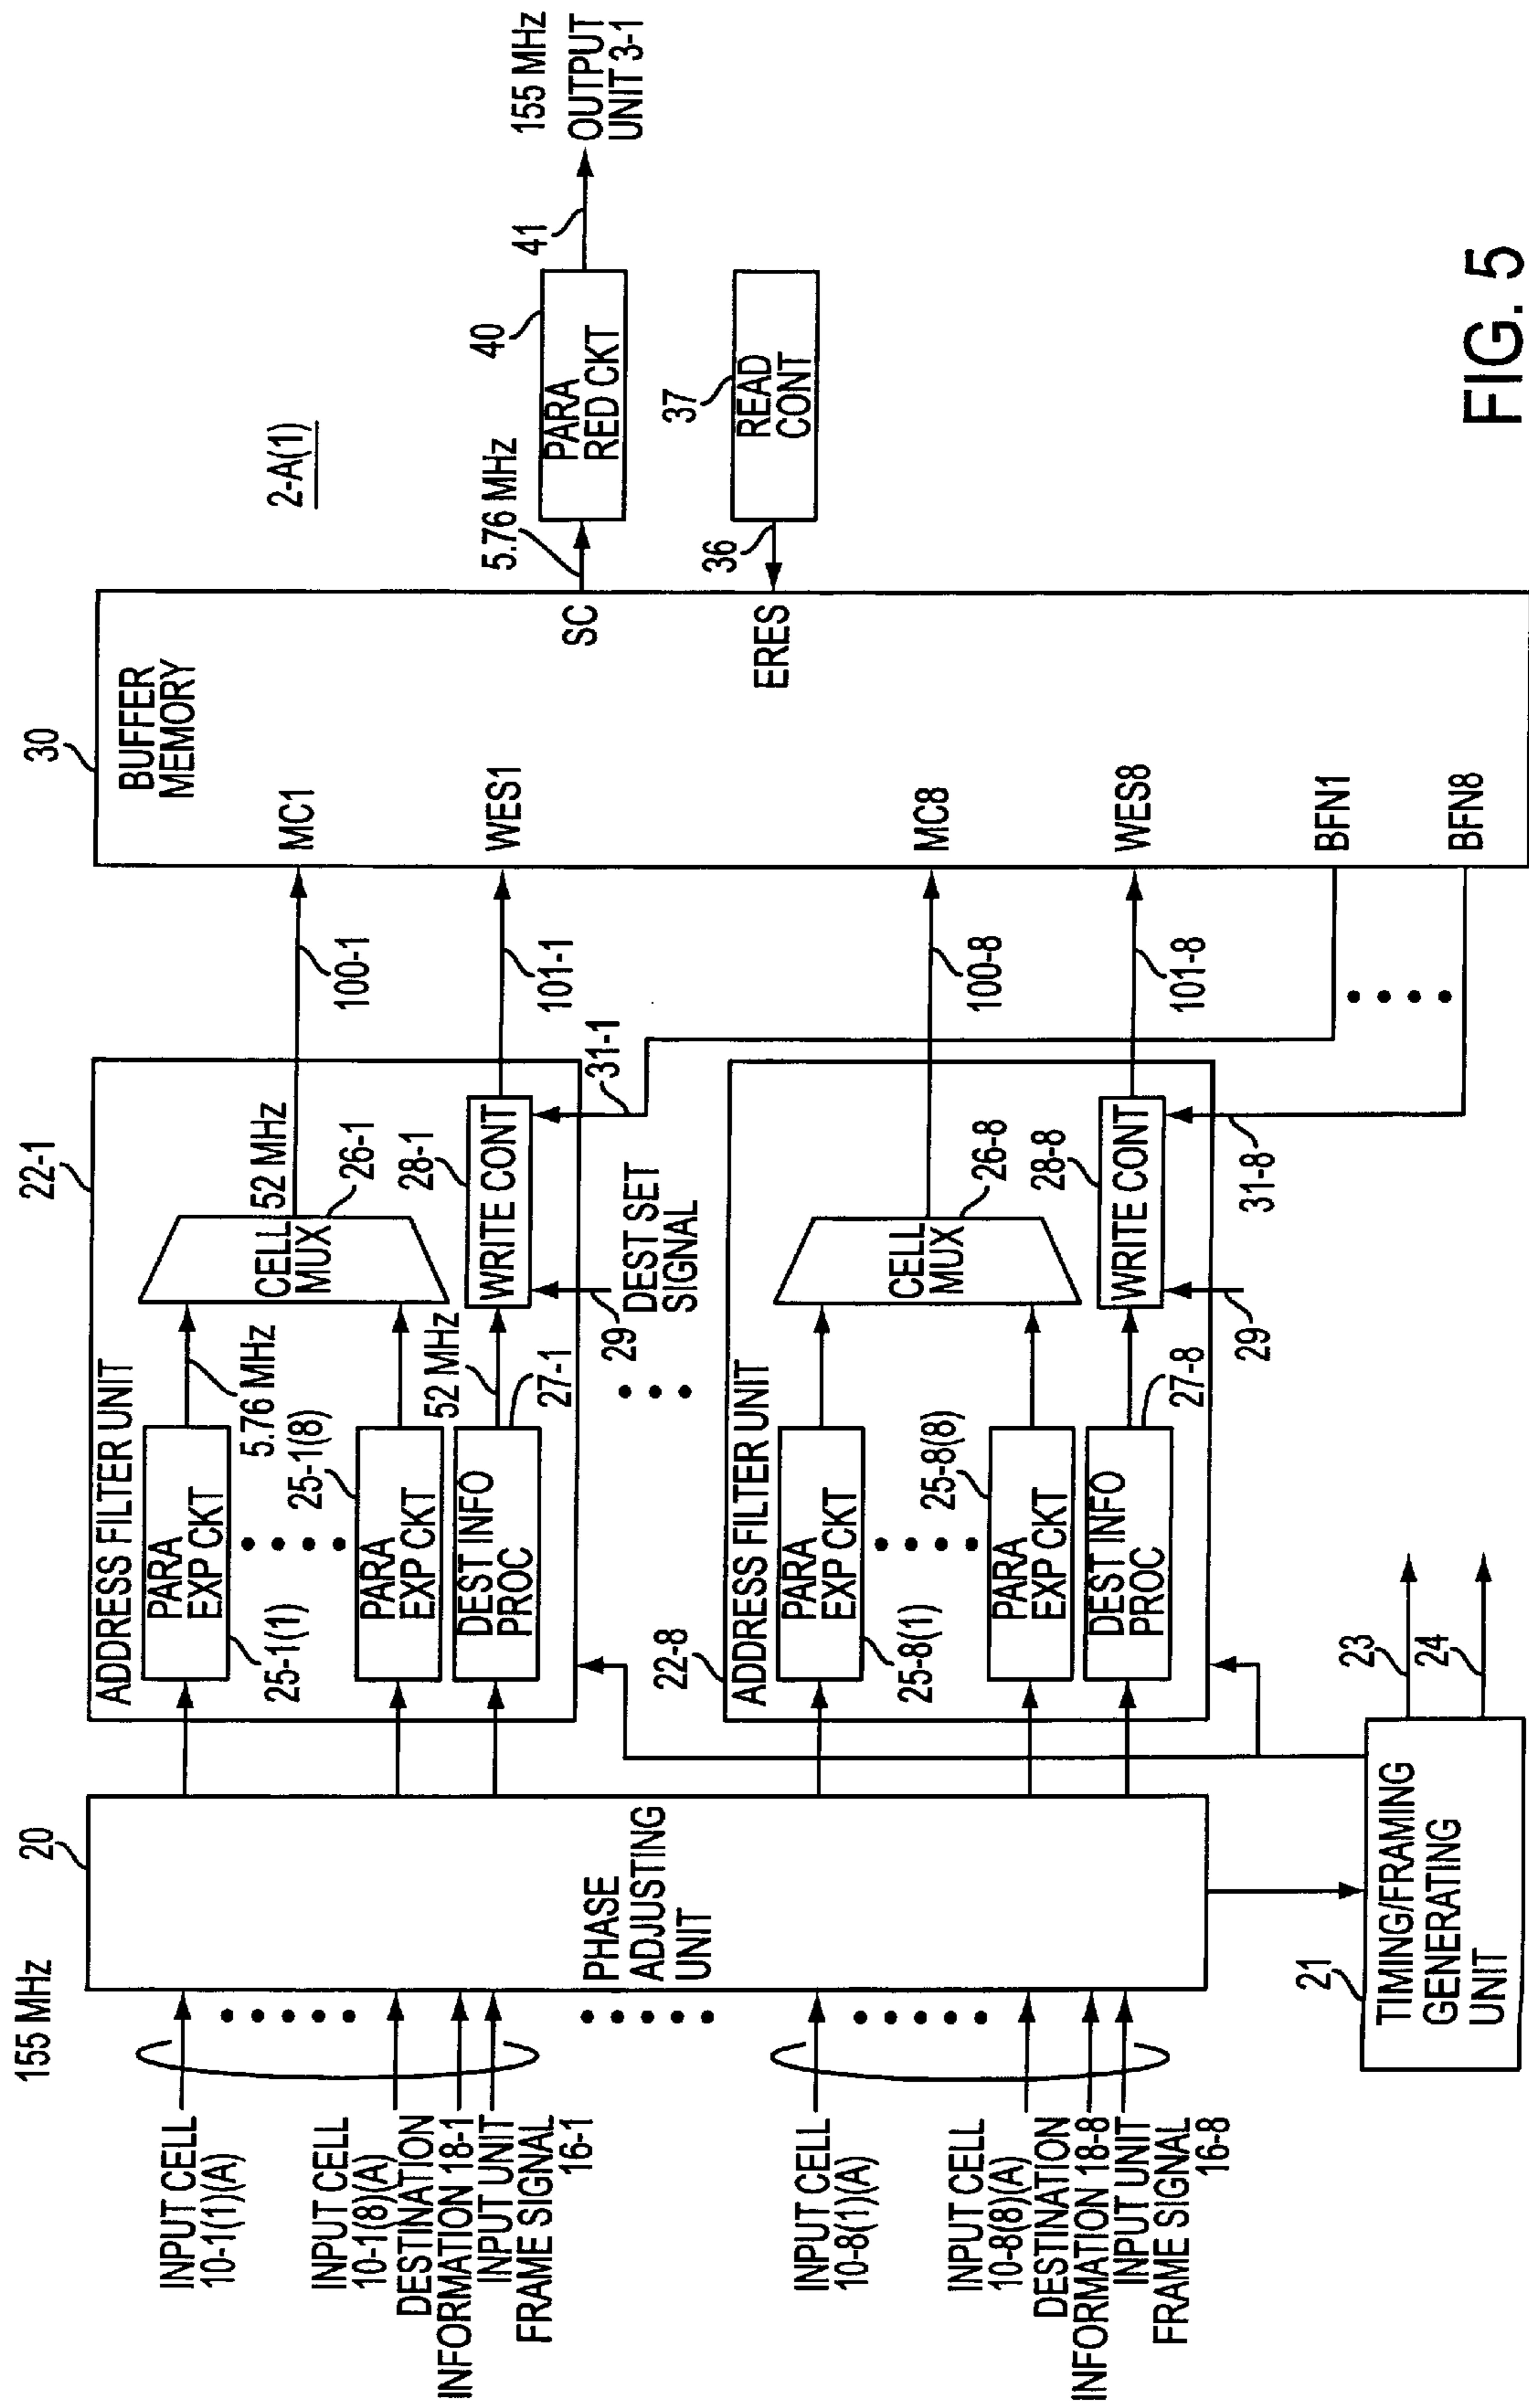 155 MHz
INPUT CELL
10-1(1)(A)
INPUT CELL
10-1(8)(A)
DESTINATION
INFORMATION 18-1
INPUT UNIT
FRAME SIGNAL
16-1
INPUT CELL
10-8(1)(A)
INPUT CELL
10-8(8)(A)
DESTINATION
INFORMATION 18-8
INPUT UNIT
FRAME SIGNAL
16-8
20
PHASE
ADJUSTING
UNIT
21
TIMING/FRAMING
GENERATING
UNIT
23
24
22-1
ADDRESS FILTER UNIT
PARA
EXP CKT
25-1(1)
5.76 MHz
25-1(8)
PARA
EXP CKT
DEST INFO
PROC
27-1
52 MHz
CELL
MUX
52 MHz
26-1
28-1
WRITE CONT
29
DEST SET
SIGNAL
31-1
22-8
ADDRESS FILTER UNIT
PARA
EXP CKT
25-8(1)
25-8(8)
PARA
EXP CKT
DEST INFO
PROC
27-8
CELL
MUX
26-8
28-8
WRITE CONT
29
31-8
100-1
101-1
100-8
101-8
30
BUFFER
MEMORY
MC1
WES1
MC8
WES8
BFN1
BFN8
SC
ERES
2-A(1)
5.76 MHz
40
PARA
RED CKT
41
155 MHz
OUTPUT
UNIT 3-1
36
37
READ
CONT
FIG. 5